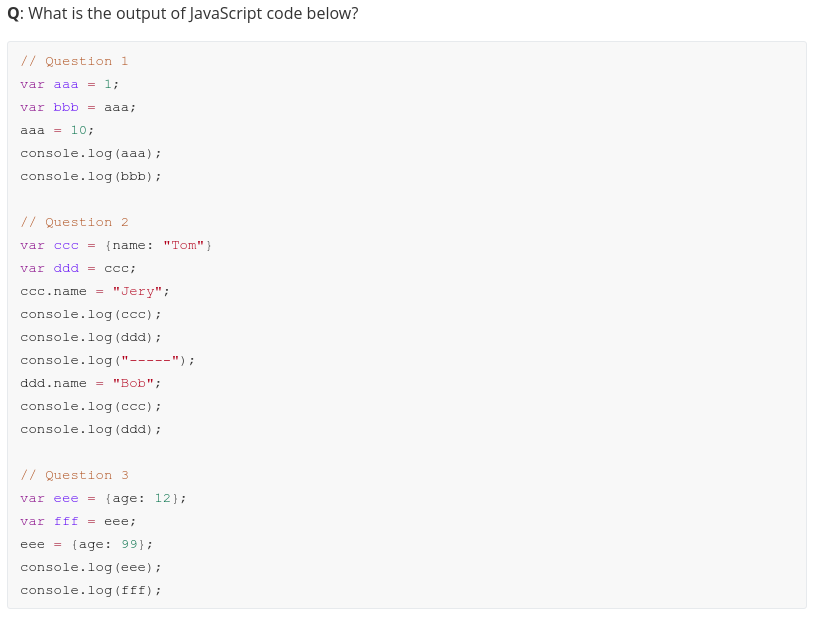 Q: What is the output of JavaScript code below?
// Question 1
var aaa = 1;
var bbb = aaa;
aaa = 10;
console.log(aaa);
console.log(bbb);
// Question 2
var ccc = {name: "Tom"}
var ddd = ccc;
ccc.name = "Jery";
console.log(ccc);
console.log(ddd);
console.log("-----");
ddd.name = "Bob";
console.log(ccc);
console.log(ddd);
// Question 3
var eee = {age: 12};
var fff = eee;
eee = {age: 99};
console.log(eee);
console.log(fff);